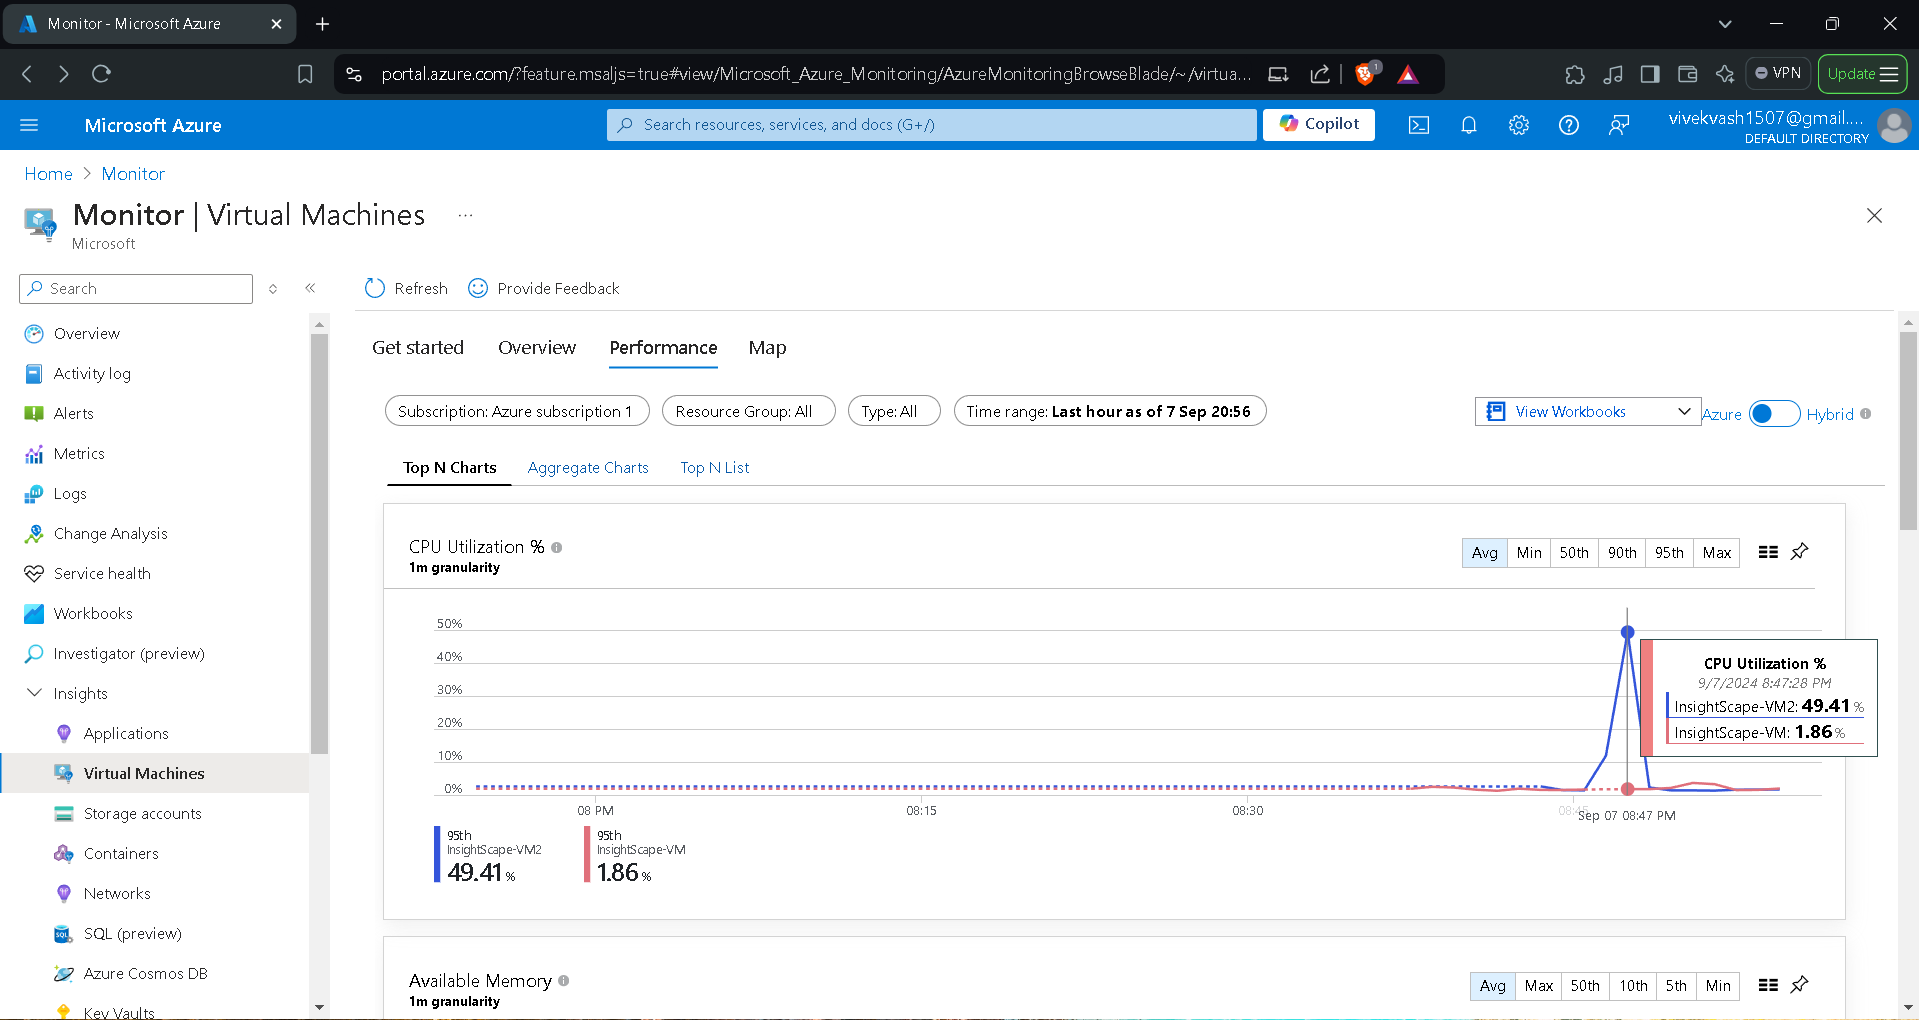 Monitor - Microsoft Azure
portal.azure.com/?feature.msaljs=true#view/Microsoft_Azure_Monitoring/AzureMonitoringBrowseBlade/~/virtua...
1
VPN
Update
Microsoft Azure
Search resources, services, and docs (G+/)
Copilot
vivekvash1507@gmail....
DEFAULT DIRECTORY
Home > Monitor
Monitor | Virtual Machines ...
Microsoft
Search
Refresh
Provide Feedback
Overview
Activity log
Alerts
Metrics
Logs
Change Analysis
Service health
Workbooks
Investigator (preview)
Insights
Applications
Virtual Machines
Storage accounts
Containers
Networks
SQL (preview)
Azure Cosmos DB
Key Vaults
Get started Overview Performance Map
Subscription: Azure subscription 1 Resource Group: All Type: All Time range: Last hour as of 7 Sep 20:56
View Workbooks
Azure Hybrid
Top N Charts Aggregate Charts Top N List
CPU Utilization %
1m granularity
Avg Min 50th 90th 95th Max
50%
40%
30%
20%
10%
0%
CPU Utilization %
9/7/2024 8:47:28 PM
InsightScape-VM2: 49.41 %
InsightScape-VM: 1.86 %
08 PM 08:15 08:30 08:45
Sep 07 08:47 PM
95th
InsightScape-VM2
49.41 %
95th
InsightScape-VM
1.86 %
Available Memory
1m granularity
Avg Max 50th 10th 5th Min